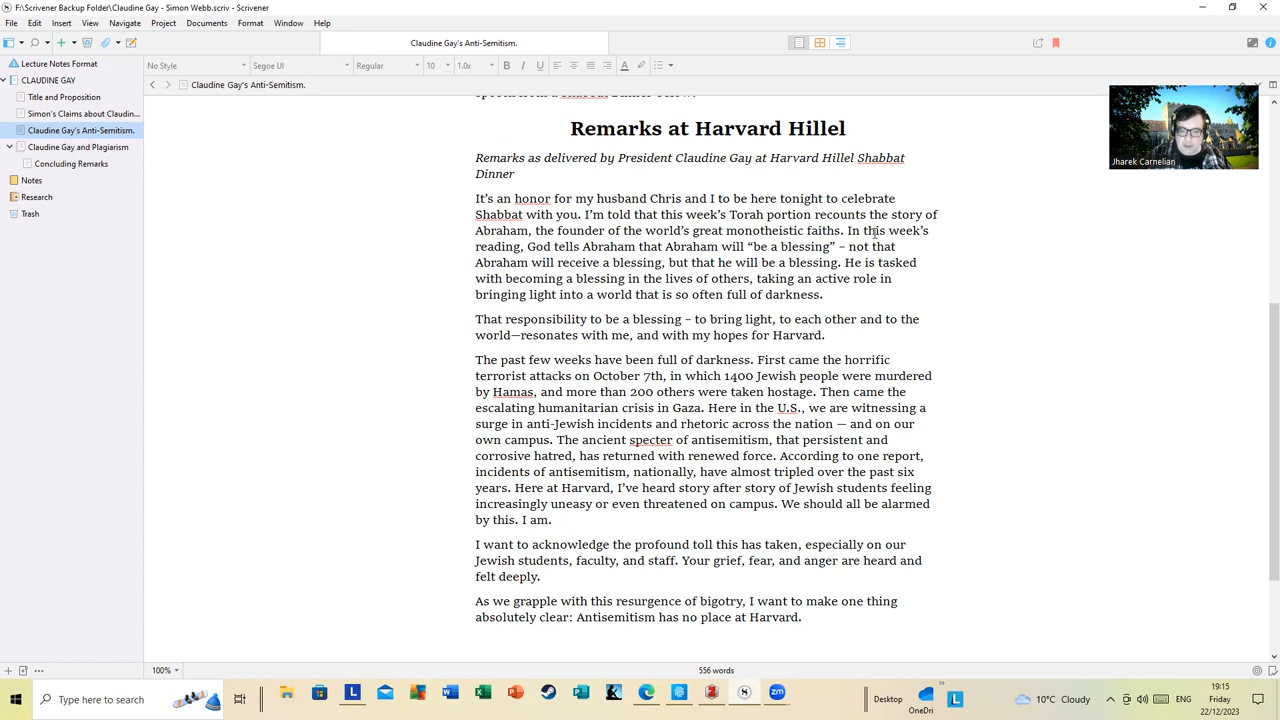 F:\Scrivener Backup Folder\Claudine Gay - Simon Webb.scriv - Scrivener
File Edit Insert View Navigate Project Documents Format Window Help
Claudine Gay's Anti-Semitism.
No Style Segoe UI Regular 10 1.0x B I U A
Claudine Gay's Anti-Semitism.
Lecture Notes Format
CLAUDINE GAY
Title and Proposition
Simon's Claims about Claudin...
Claudine Gay's Anti-Semitism.
Claudine Gay and Plagiarism
Concluding Remarks
Notes
Research
Trash
Remarks at Harvard Hillel
Remarks as delivered by President Claudine Gay at Harvard Hillel Shabbat
Dinner
It's an honor for my husband Chris and I to be here tonight to celebrate
Shabbat with you. I'm told that this week's Torah portion recounts the story of
Abraham, the founder of the world's great monotheistic faiths. In this week's
reading, God tells Abraham that Abraham will “be a blessing” – not that
Abraham will receive a blessing, but that he will be a blessing. He is tasked
with becoming a blessing in the lives of others, taking an active role in
bringing light into a world that is so often full of darkness.
That responsibility to be a blessing – to bring light, to each other and to the
world—resonates with me, and with my hopes for Harvard.
The past few weeks have been full of darkness. First came the horrific
terrorist attacks on October 7th, in which 1400 Jewish people were murdered
by Hamas, and more than 200 others were taken hostage. Then came the
escalating humanitarian crisis in Gaza. Here in the U.S., we are witnessing a
surge in anti-Jewish incidents and rhetoric across the nation — and on our
own campus. The ancient specter of antisemitism, that persistent and
corrosive hatred, has returned with renewed force. According to one report,
incidents of antisemitism, nationally, have almost tripled over the past six
years. Here at Harvard, I've heard story after story of Jewish students feeling
increasingly uneasy or even threatened on campus. We should all be alarmed
by this. I am.
I want to acknowledge the profound toll this has taken, especially on our
Jewish students, faculty, and staff. Your grief, fear, and anger are heard and
felt deeply.
As we grapple with this resurgence of bigotry, I want to make one thing
absolutely clear: Antisemitism has no place at Harvard.
Jharek Carnelian
100% 556 words
Type here to search
Desktop
OneDri
10°C Cloudy
ENG
19:15
Friday
22/12/2023